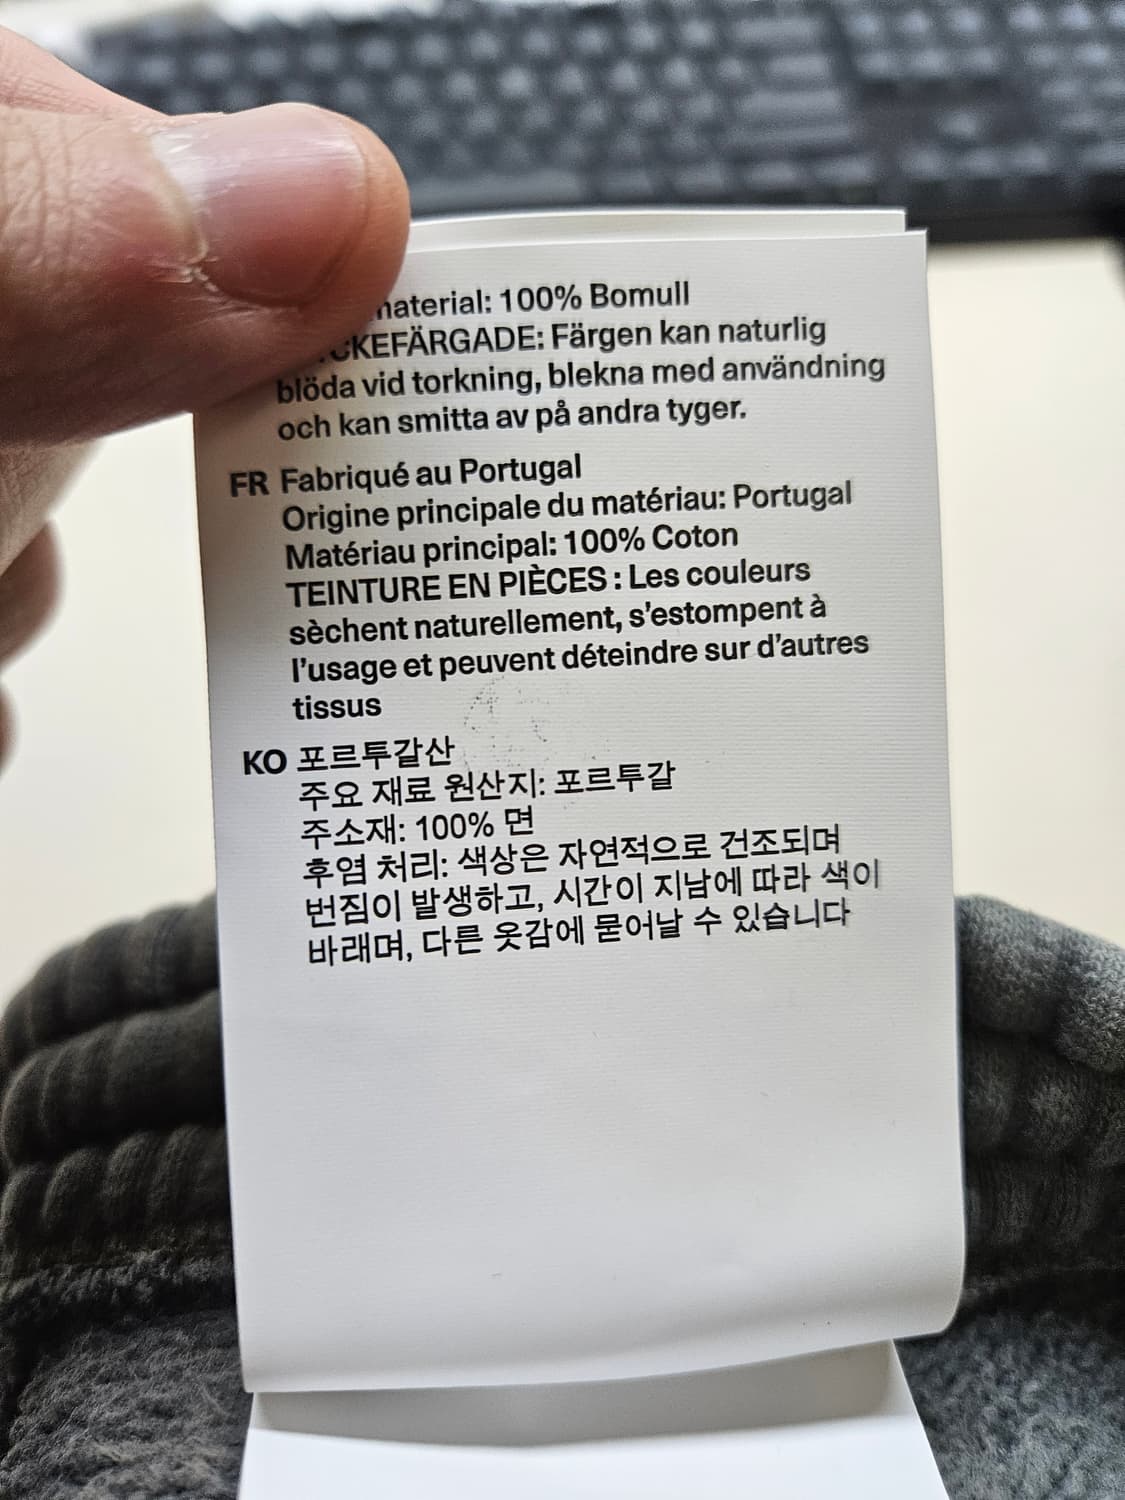 material: 100% Bomull
CKEFÄRGADE: Färgen kan naturlig
blöda vid torkning, blekna med användning
och kan smitta av på andra tyger.
FR Fabriqué au Portugal
Origine principale du matériau: Portugal
Matériau principal: 100% Coton
TEINTURE EN PIÈCES : Les couleurs
sèchent naturellement, s'estompent à
l'usage et peuvent déteindre sur d'autres
tissus
KO 포르투갈산
주요 재료 원산지: 포르투갈
주소재: 100% 면
후염 처리: 색상은 자연적으로 건조되며
번짐이 발생하고, 시간이 지남에 따라 색이
바래며, 다른 옷감에 묻어날 수 있습니다